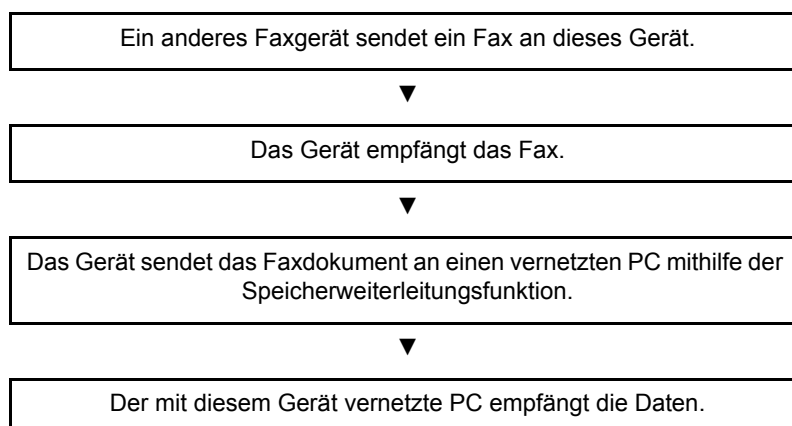 Ein anderes Faxgerät sendet ein Fax an dieses Gerät.
▼
Das Gerät empfängt das Fax.
▼
Das Gerät sendet das Faxdokument an einen vernetzten PC mithilfe der
Speicherweiterleitungsfunktion.
▼
Der mit diesem Gerät vernetzte PC empfängt die Daten.